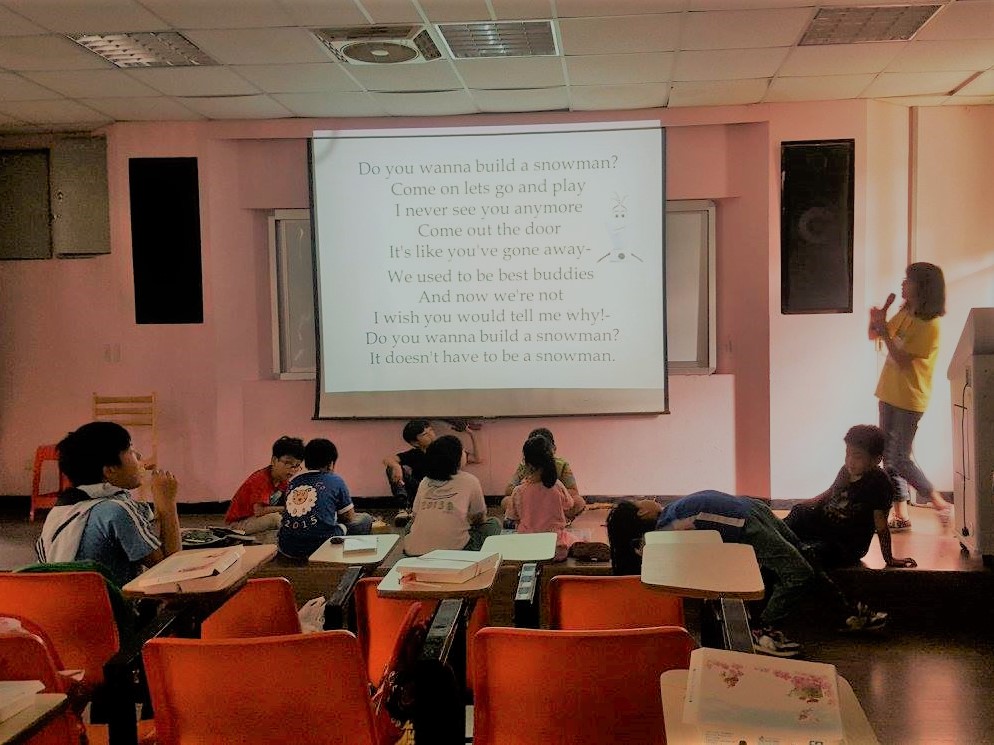 Do you wanna build a snowman?
Come on lets go and play
I never see you anymore
Come out the door
It's like you've gone away-
We used to be best buddies
And now we're not
I wish you would tell me why!-
Do you wanna build a snowman?
It doesn't have to be a snowman.
2015